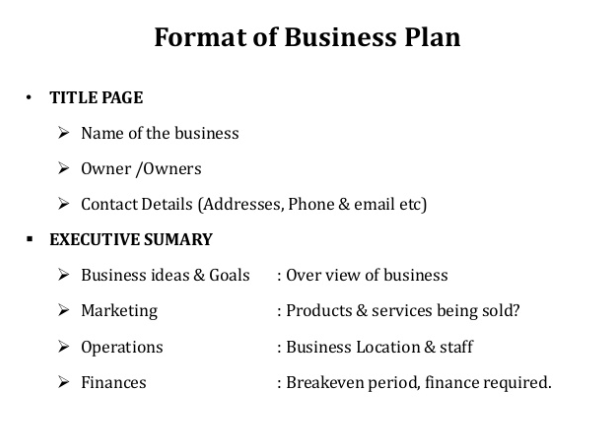 Format of Business Plan
• TITLE PAGE
➢ Name of the business
➢ Owner /Owners
➢ Contact Details (Addresses, Phone & email etc)
▪ EXECUTIVE SUMARY
➢ Business ideas & Goals : Over view of business
➢ Marketing : Products & services being sold?
➢ Operations : Business Location & staff
➢ Finances : Breakeven period, finance required.